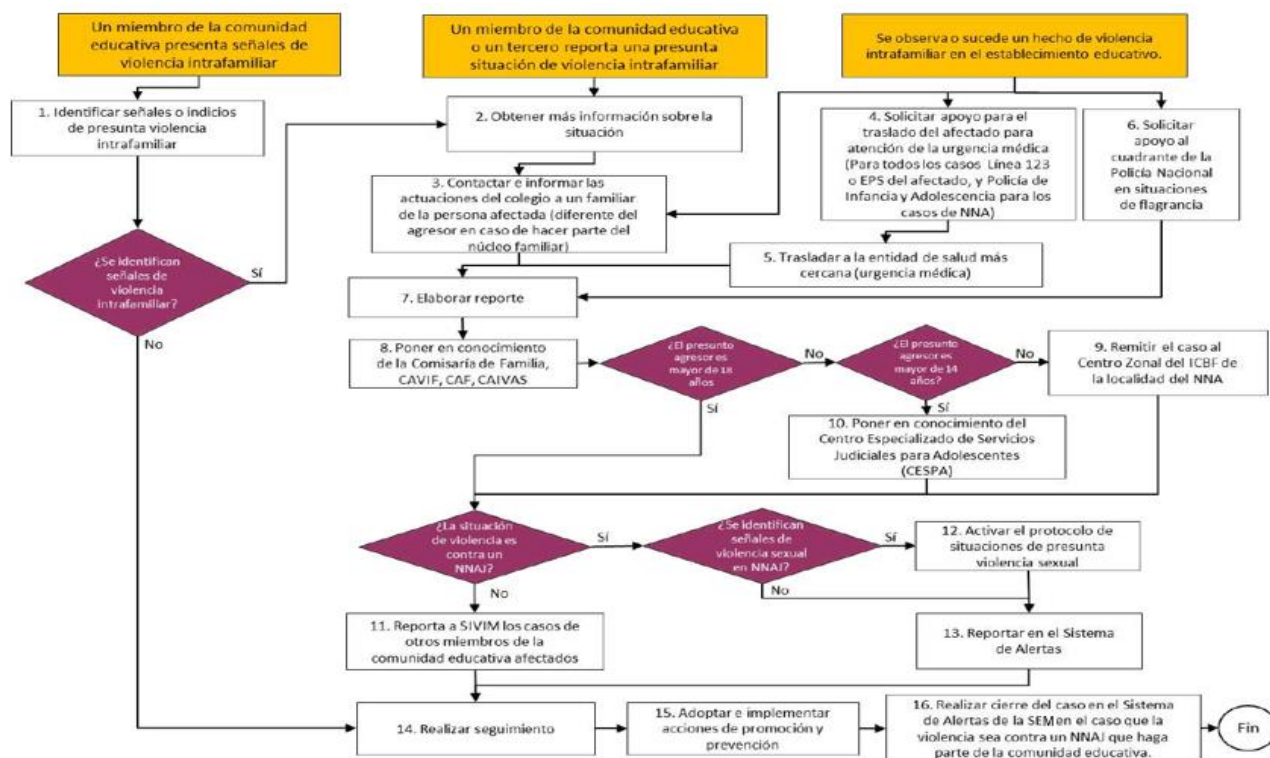 Un miembro de la comunidad
educativa presenta señales de
violencia intrafamiliar
Un miembro de la comunidad educativa
o un tercero reporta una presunta
situación de violencia intrafamiliar
Se observa o sucede un hecho de violencia
intrafamiliar en el establecimiento educativo.
1. Identificar señales o indicios
de presunta violencia
intrafamiliar
2. Obtener más información sobre la
situación
3. Contactar e informar las
actuaciones del colegio a un familiar
de la persona afectada (diferente del
agresor en caso de hacer parte del
núcleo familiar)
4. Solicitar apoyo para el
traslado del afectado para
atención de la urgencia médica
(Para todos los casos Línea 123
o EPS del afectado, y Policía de
Infancia y Adolescencia para los
casos de NNA)
6. Solicitar
apoyo al
cuadrante de la
Policía Nacional
en situaciones
de flagrancia
5. Trasladar a la entidad de salud más
cercana (urgencia médica)
¿Se identifican
señales de
violencia
intrafamiliar?
Sí
No
7. Elaborar reporte
8. Poner en conocimiento
de la Comisaría de Familia,
CAVIF, CAF, CAIVAS
¿El presunto
agresor es
mayor de 18
años
No
Sí
¿El presunto
agresor es
mayor de 14
años?
No
Sí
9. Remitir el caso al
Centro Zonal del ICBF de
la localidad del NNA
10. Poner en conocimiento del
Centro Especializado de Servicios
Judiciales para Adolescentes
(CESPA)
¿La situación
de violencia es
contra un
NNAJ?
Sí
No
¿Se identifican
señales de
violencia
sexual en
NNAJ?
Sí
No
12. Activar el protocolo de
situaciones de presunta
violencia sexual
11. Reporta a SIVIM los casos de
otros miembros de la
comunidad educativa afectados
13. Reportar en el Sistema
de Alertas
14. Realizar seguimiento
15. Adoptar e implementar
acciones de promoción y
prevención
16. Realizar cierre del caso en el Sistema
de Alertas de la SEM en el caso que la
violencia sea contra un NNAJ que haga
parte de la comunidad educativa.
Fin